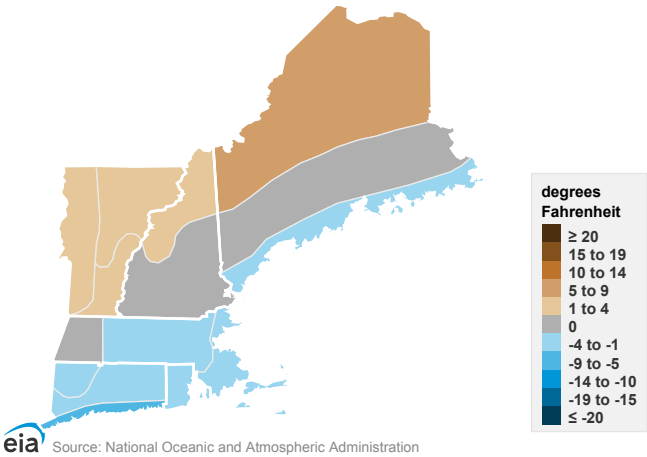 degrees
Fahrenheit
≥ 20
15 to 19
10 to 14
5 to 9
1 to 4
0
-4 to -1
-9 to -5
-14 to -10
-19 to -15
≤ -20
eia
Source: National Oceanic and Atmospheric Administration